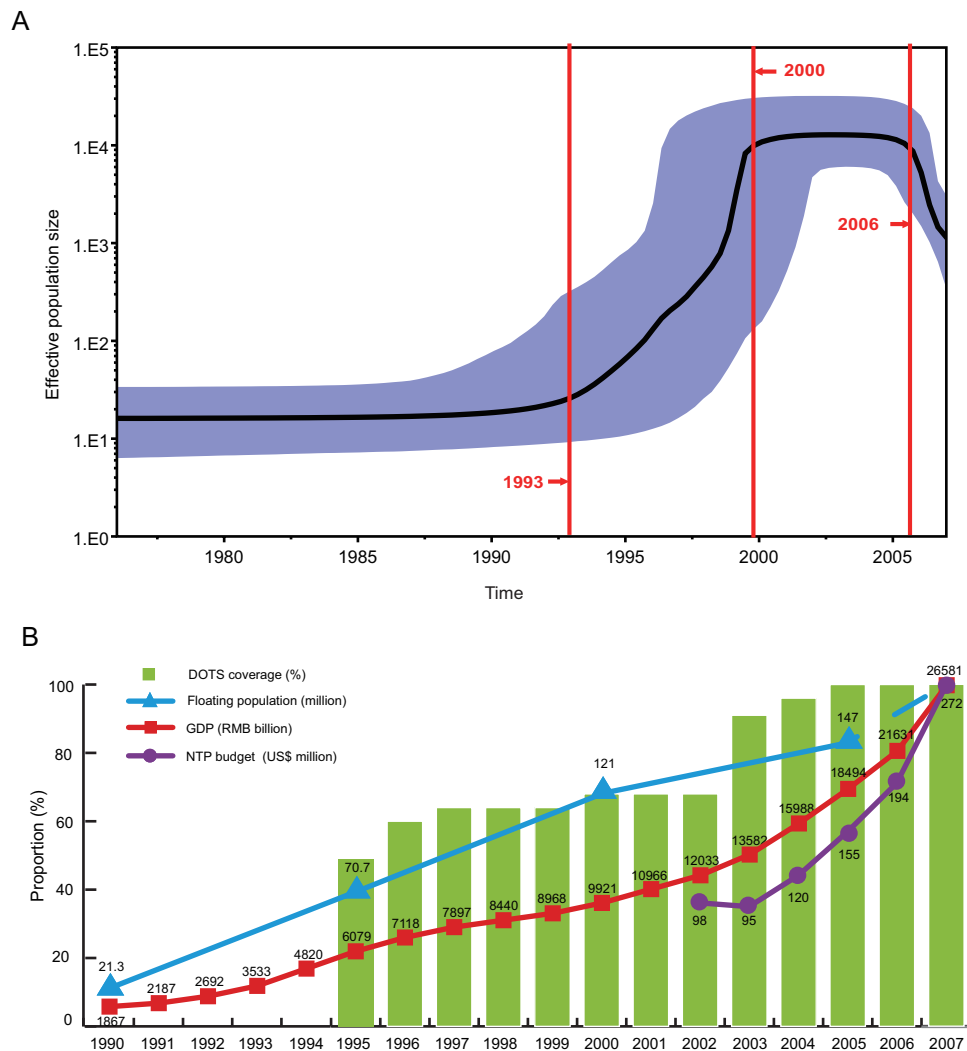 A
1.E5
1.E4
1.E3
1.E2
1.E1
1.E0
Effective population size
2000
2006
1993
1980 1985 1990 1995 2000 2005
Time
B
DOTS coverage (%)
Floating population (million)
GDP (RMB billion)
NTP budget (US$ million)
Proportion (%)
100
80
60
40
20
0
21.3 70.7 121 147
1867 2187 2692 3533 4820 6079 7118 7897 8440 8968 9921 10966 12033 13582 15988 18494 21631 26581
98 95 120 155 194 272
1990 1991 1992 1993 1994 1995 1996 1997 1998 1999 2000 2001 2002 2003 2004 2005 2006 2007